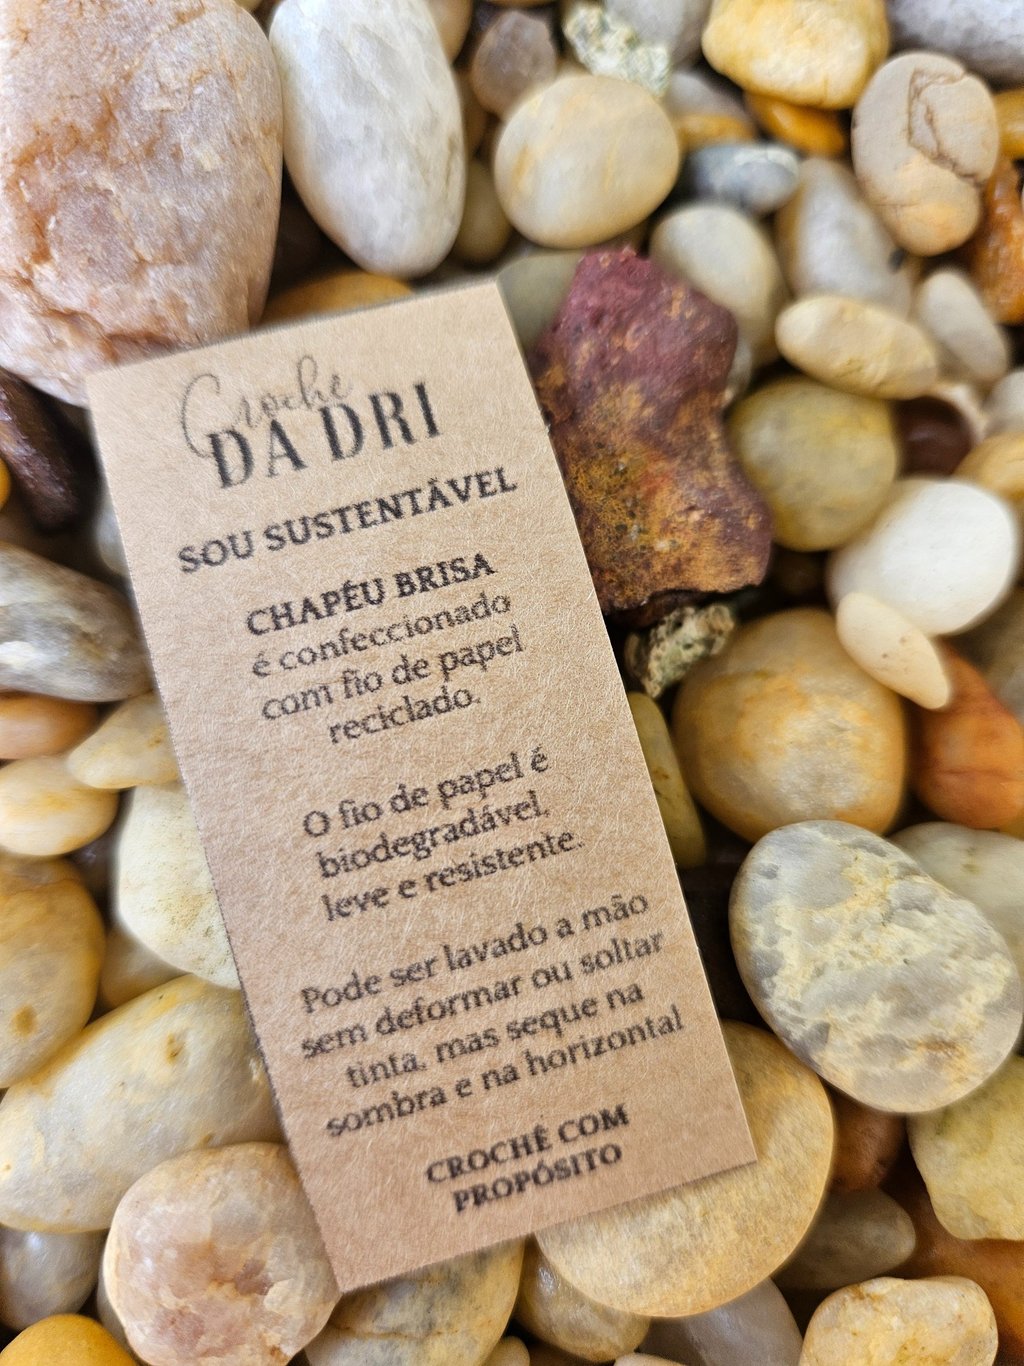 Crochê
DA DRI
SOU SUSTENTÁVEL
CHAPÉU BRISA
é confeccionado
com fio de papel
reciclado.
O fio de papel é
biodegradável,
leve e resistente.
Pode ser lavado a mão
sem deformar ou soltar
tinta, mas seque na
sombra e na horizontal
CROCHÊ COM
PROPÓSITO